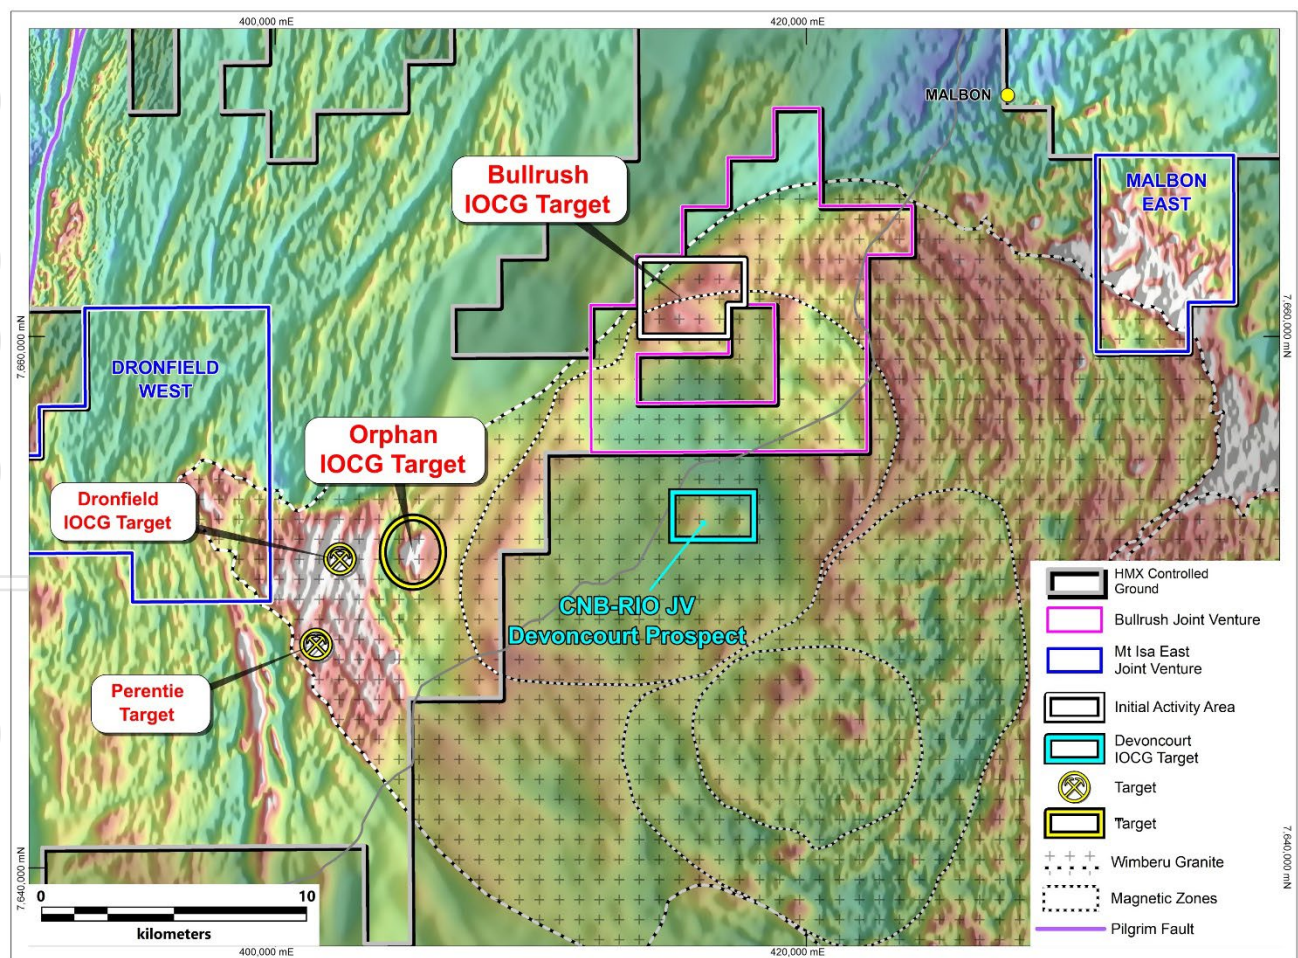 400,000 mE
420,000 mE
MALBON
Bullrush
IOCG Target
MALBON
EAST
7,660,000 mN
7,660,000 mN
DRONFIELD
WEST
Orphan
IOCG Target
Dronfield
IOCG Target
CNB-RIO JV
Devoncourt Prospect
Perentie
Target
HMX Controlled
Ground
Bullrush Joint Venture
Mt Isa East
Joint Venture
Initial Activity Area
Devoncourt
IOCG Target
Target
Target
Wimberu Granite
Magnetic Zones
Pilgrim Fault
7,640,000 mN
7,640,000 mN
0
10
kilometers
400,000 mE
420,000 mE